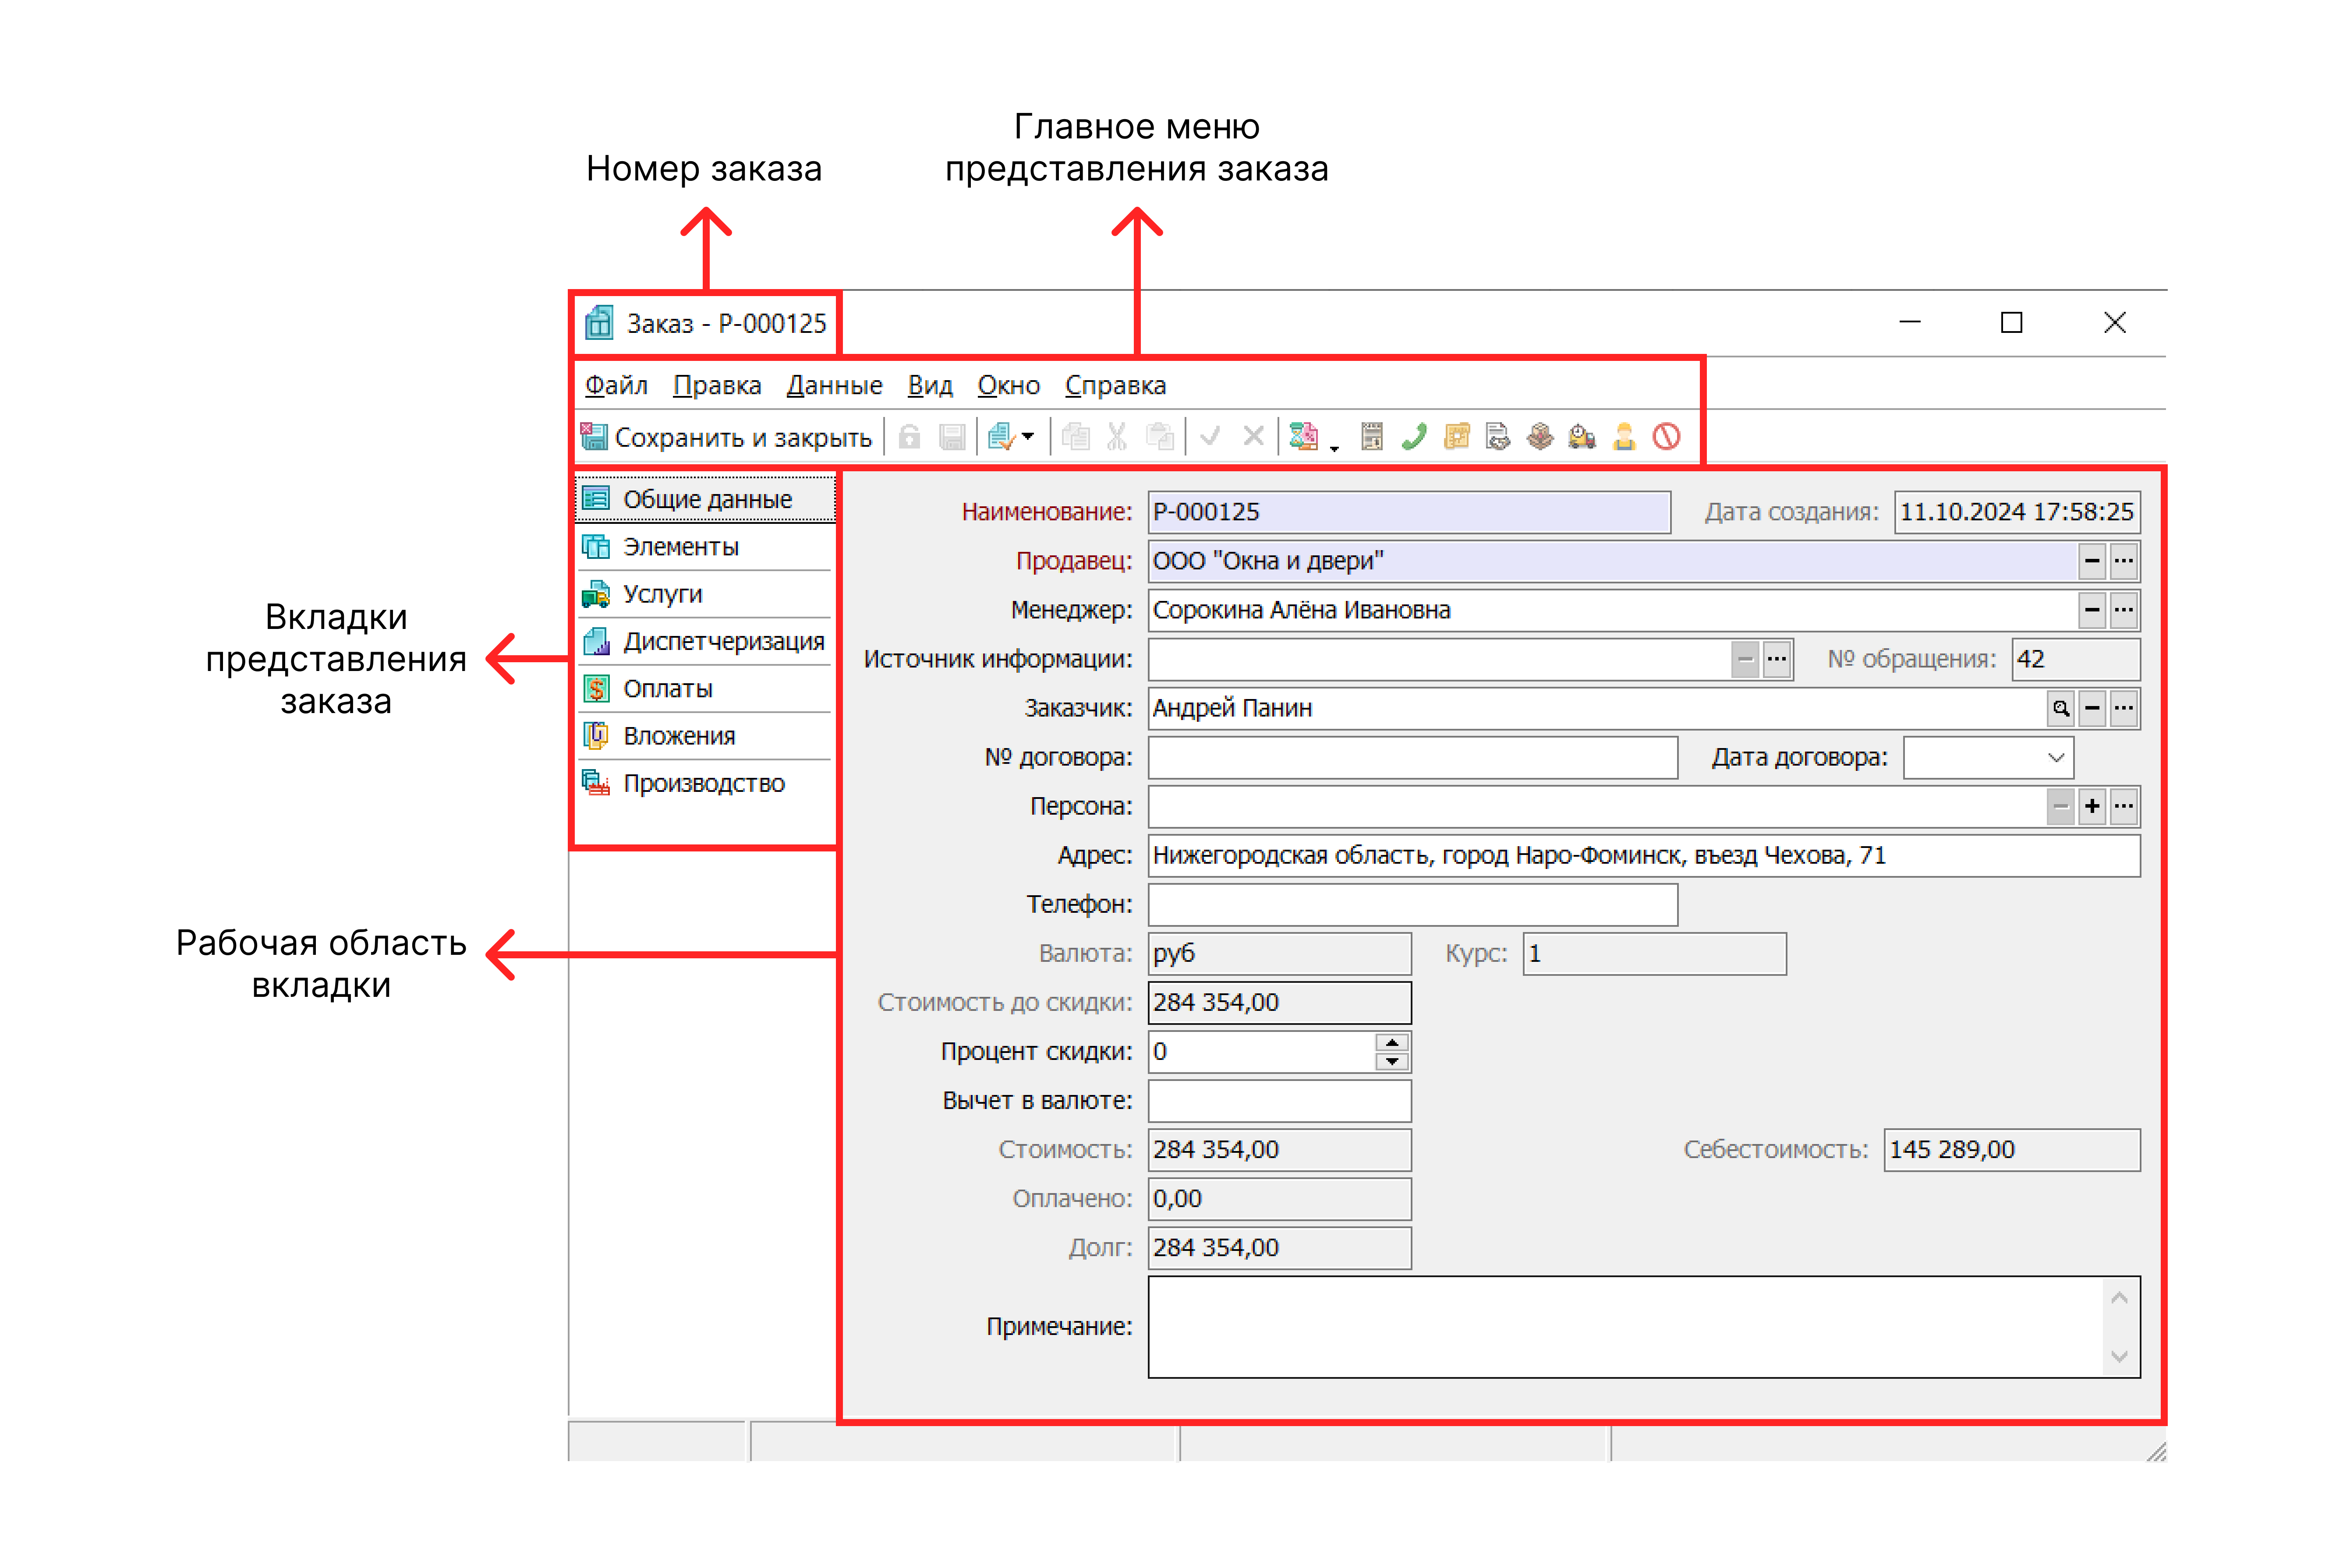 Главное меню
представления заказа
Номер заказа
Заказ - Р-000125
Файл Правка Данные Вид Окно Справка
Сохранить и закрыть
Вкладки
представления
заказа
Общие данные
Элементы
Услуги
Диспетчеризация
Оплаты
Вложения
Производство
Рабочая область
вкладки
Наименование: Р-000125 Дата создания: 11.10.2024 17:58:25
Продавец: ООО "Окна и двери"
Менеджер: Сорокина Алёна Ивановна
Источник информации: № обращения: 42
Заказчик: Андрей Панин
№ договора: Дата договора:
Персона:
Адрес: Нижегородская область, город Наро-Фоминск, въезд Чехова, 71
Телефон:
Валюта: руб Курс: 1
Стоимость до скидки: 284 354,00
Процент скидки: 0
Вычет в валюте:
Стоимость: 284 354,00 Себестоимость: 145 289,00
Оплачено: 0,00
Долг: 284 354,00
Примечание: